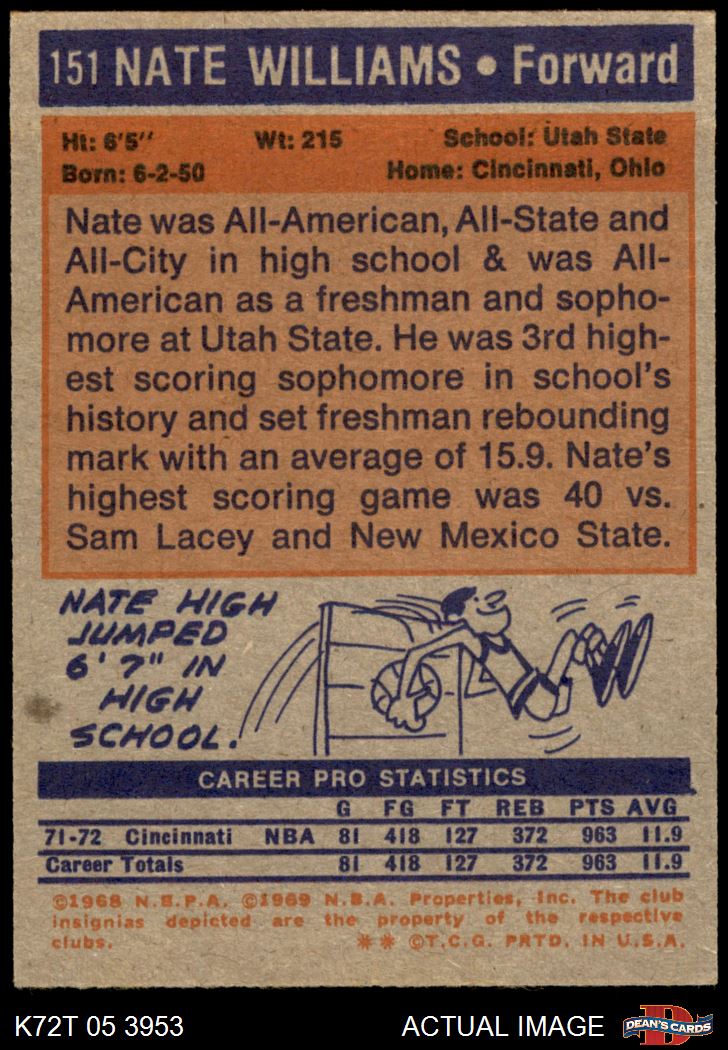 151 NATE WILLIAMS • Forward
Ht: 6'5" Wt: 215 School: Utah State
Born: 6-2-50 Home: Cincinnati, Ohio
Nate was All-American, All-State and
All-City in high school & was All-
American as a freshman and sopho-
more at Utah State. He was 3rd high-
est scoring sophomore in school's
history and set freshman rebounding
mark with an average of 15.9. Nate's
highest scoring game was 40 vs.
Sam Lacey and New Mexico State.
NATE HIGH
JUMPED
6' 7" IN
HIGH
SCHOOL.
CAREER PRO STATISTICS
G FG FT REB PTS AVG
71-72 Cincinnati NBA 81 418 127 372 963 11.9
Career Totals 81 418 127 372 963 11.9
©1968 N.B.P.A. ©1969 N.B.A. Properties, Inc. The club
insignias depicted are the property of the respective
clubs. ** ©T.C.G. PRTD. IN U.S.A.
K72T 05 3953 ACTUAL IMAGE D DEAN'S CARDS